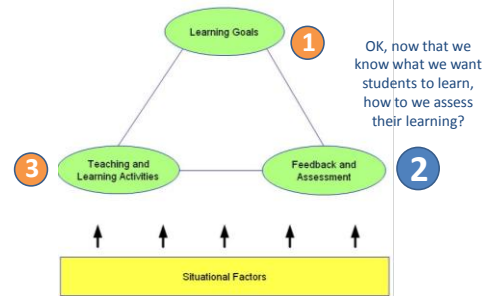 Learning Goals
1
OK, now that we
know what we want
students to learn,
how to we assess
their learning?
3
Teaching and
Learning Activities
Feedback and
Assessment
2
Situational Factors